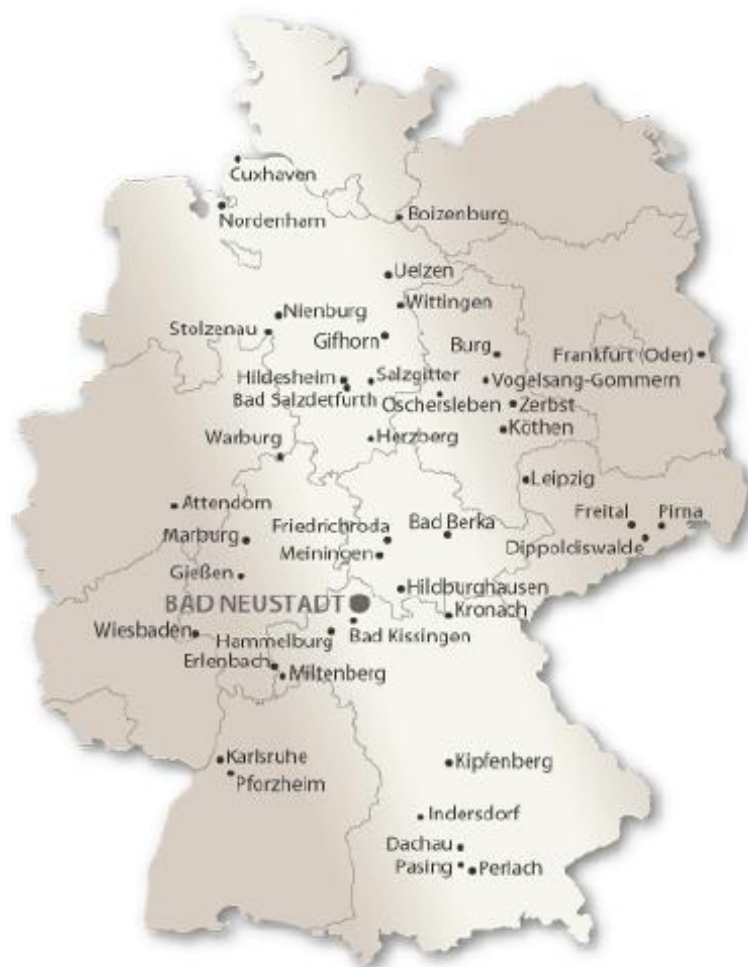 Cuxhaven
Nordenham
Boizenburg
Uelzen
Wittingen
Nienburg
Stolzenau
Gifhorn
Burg
Frankfurt (Oder)
Hildesheim
Salzgitter
Vogelsang-Gommern
Bad Salzdetfurth
Oschersleben
Zerbst
Köthen
Warburg
Herzberg
Leipzig
Attendorn
Friedrichroda
Bad Berka
Freital
Pirna
Marburg
Meiningen
Dippoldiswalde
Gießen
Hildburghausen
BAD NEUSTADT
Kronach
Wiesbaden
Hammelburg
Bad Kissingen
Erlenbach
Miltenberg
Karlsruhe
Pforzheim
Kipfenberg
Indersdorf
Dachau
Pasing
Perlach